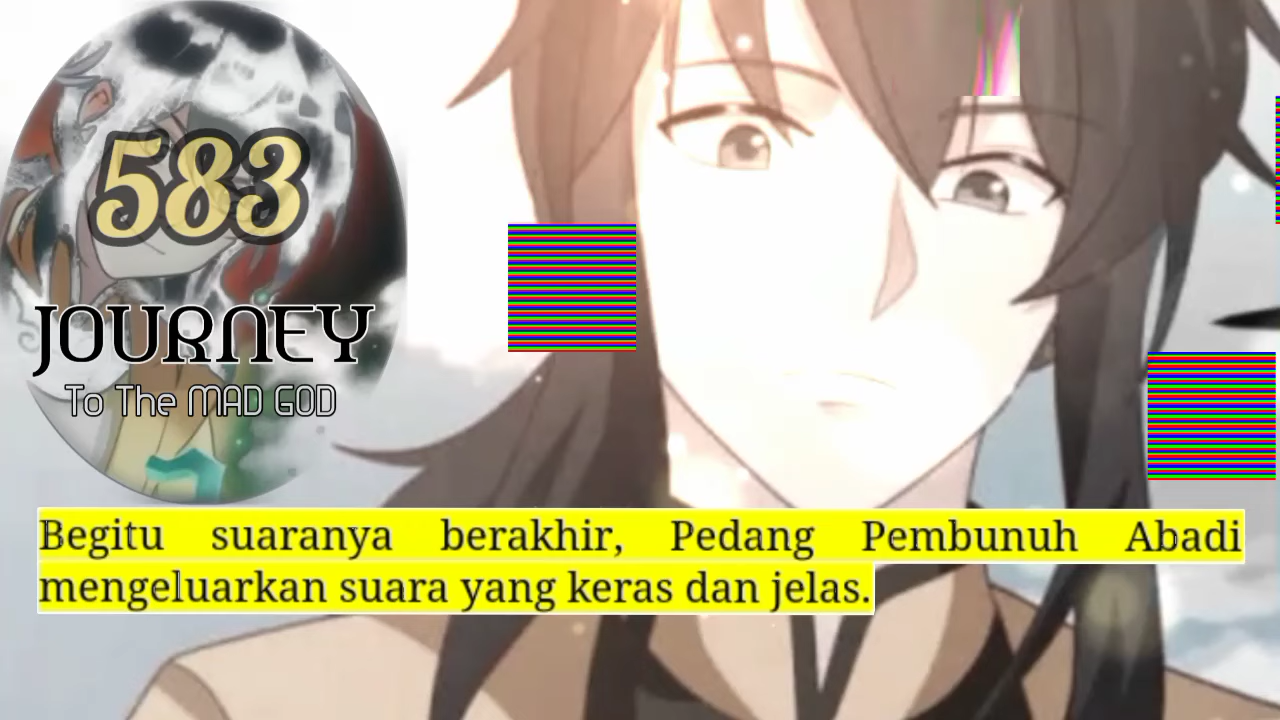 583
JOURNEY
To The MAD GOD
Begitu suaranya berakhir, Pedang Pembunuh Abadi
mengeluarkan suara yang keras dan jelas.